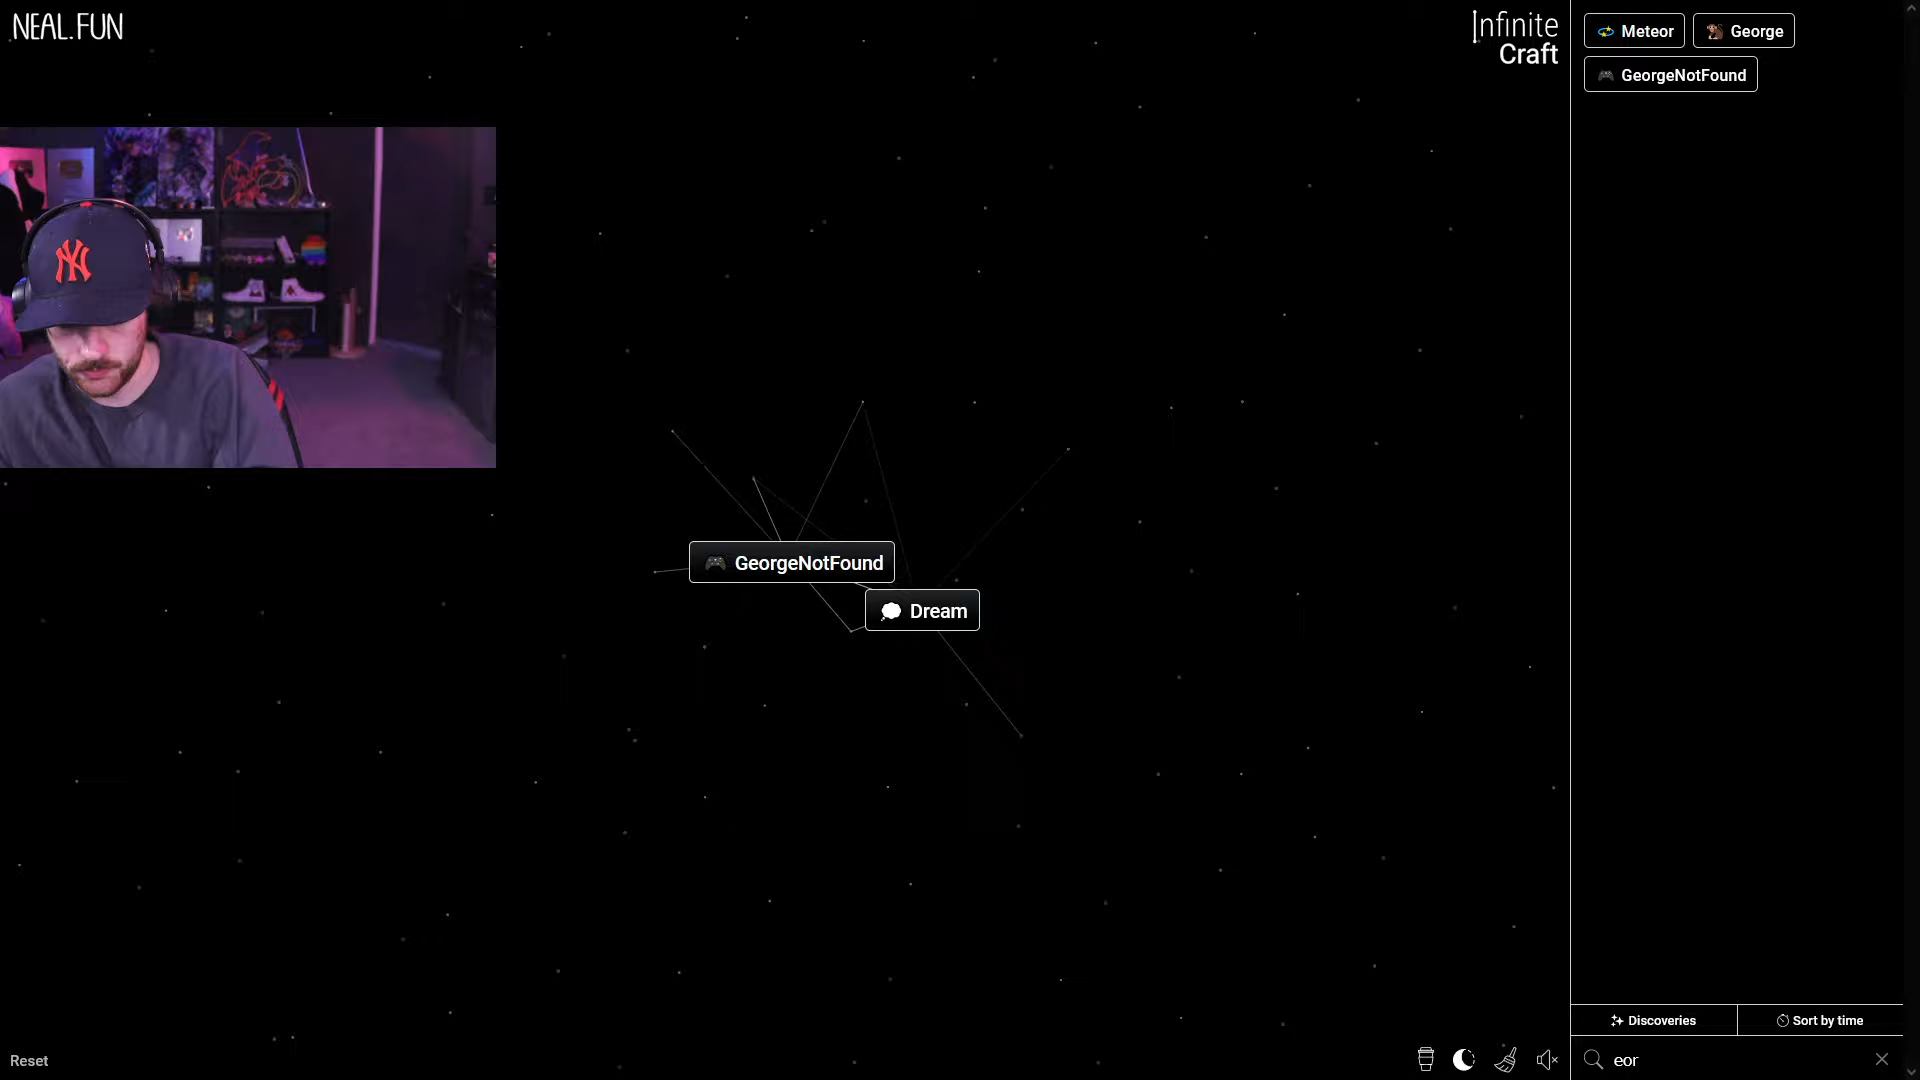 NEAL.FUN
Infinite
Craft
Meteor
George
GeorgeNotFound
NY
GeorgeNotFound
Dream
Discoveries
Sort by time
Reset
eor